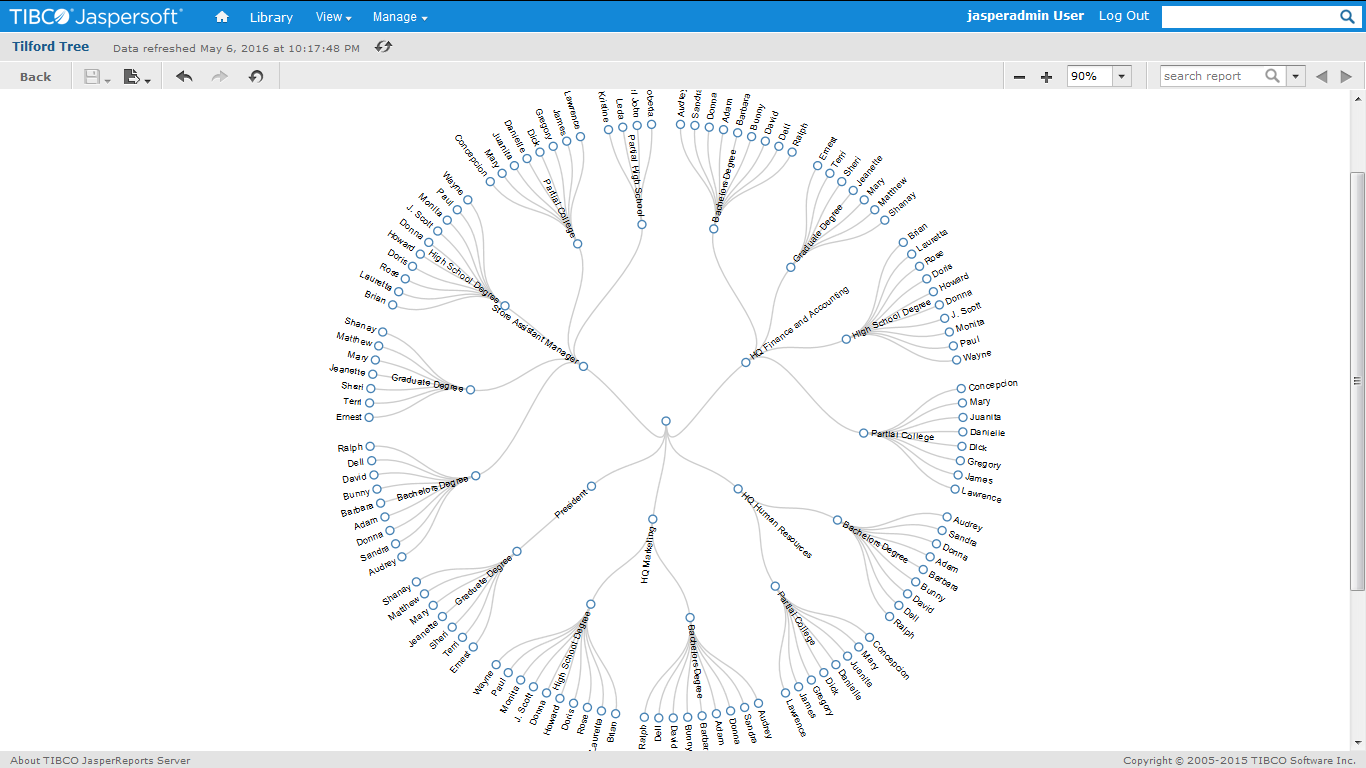 TIBCO Jaspersoft®
Library
View
Manage
jasperadmin User
Log Out
Tilford Tree
Data refreshed May 6, 2016 at 10:17:48 PM
Back
90%
search report
HQ Finance and Accounting
Bachelors Degree
Audrey
Sandra
Donna
Adam
Barbara
Bunny
David
Dell
Ralph
Graduate Degree
Ernest
Terri
Sheri
Jeanette
Mary
Matthew
Shanay
High School Degree
Brian
Lauretta
Rose
Doris
Howard
Donna
J. Scott
Monita
Paul
Wayne
Partial College
Concepcion
Mary
Juanita
Danielle
Dick
Gregory
James
Lawrence
HQ Human Resources
Bachelors Degree
Audrey
Sandra
Donna
Adam
Barbara
Bunny
David
Dell
Ralph
Partial College
Concepcion
Mary
Juanita
Danielle
Dick
Gregory
James
Lawrence
HQ Marketing
Bachelors Degree
Audrey
Sandra
Donna
Adam
Barbar
Bunny
David
Dell
Ralph
High School Degree
Brian
Lauretta
Rose
Doris
Howard
Donna
J. Scott
Monita
Paul
Wayne
President
Graduate Degree
Ernest
Terri
Sheri
Jeanette
Mary
Matthew
Shanay
Store Assistant Manager
Bachelors Degree
Audrey
Sandra
Donna
Adam
Barbara
Bunny
David
Dell
Ralph
Graduate Degree
Ernest
Terri
Sheri
Jeanette
Mary
Matthew
Shanay
High School Degree
Brian
Lauretta
Rose
Doris
Howard
Donna
J. Scott
Monita
Paul
Wayne
Partial College
Concepcion
Mary
Juanita
Danielle
Dick
Gregory
James
Lawrence
Partial High School
Kristine
Leda
John
oberta
About TIBCO JasperReports Server
Copyright © 2005-2015 TIBCO Software Inc.